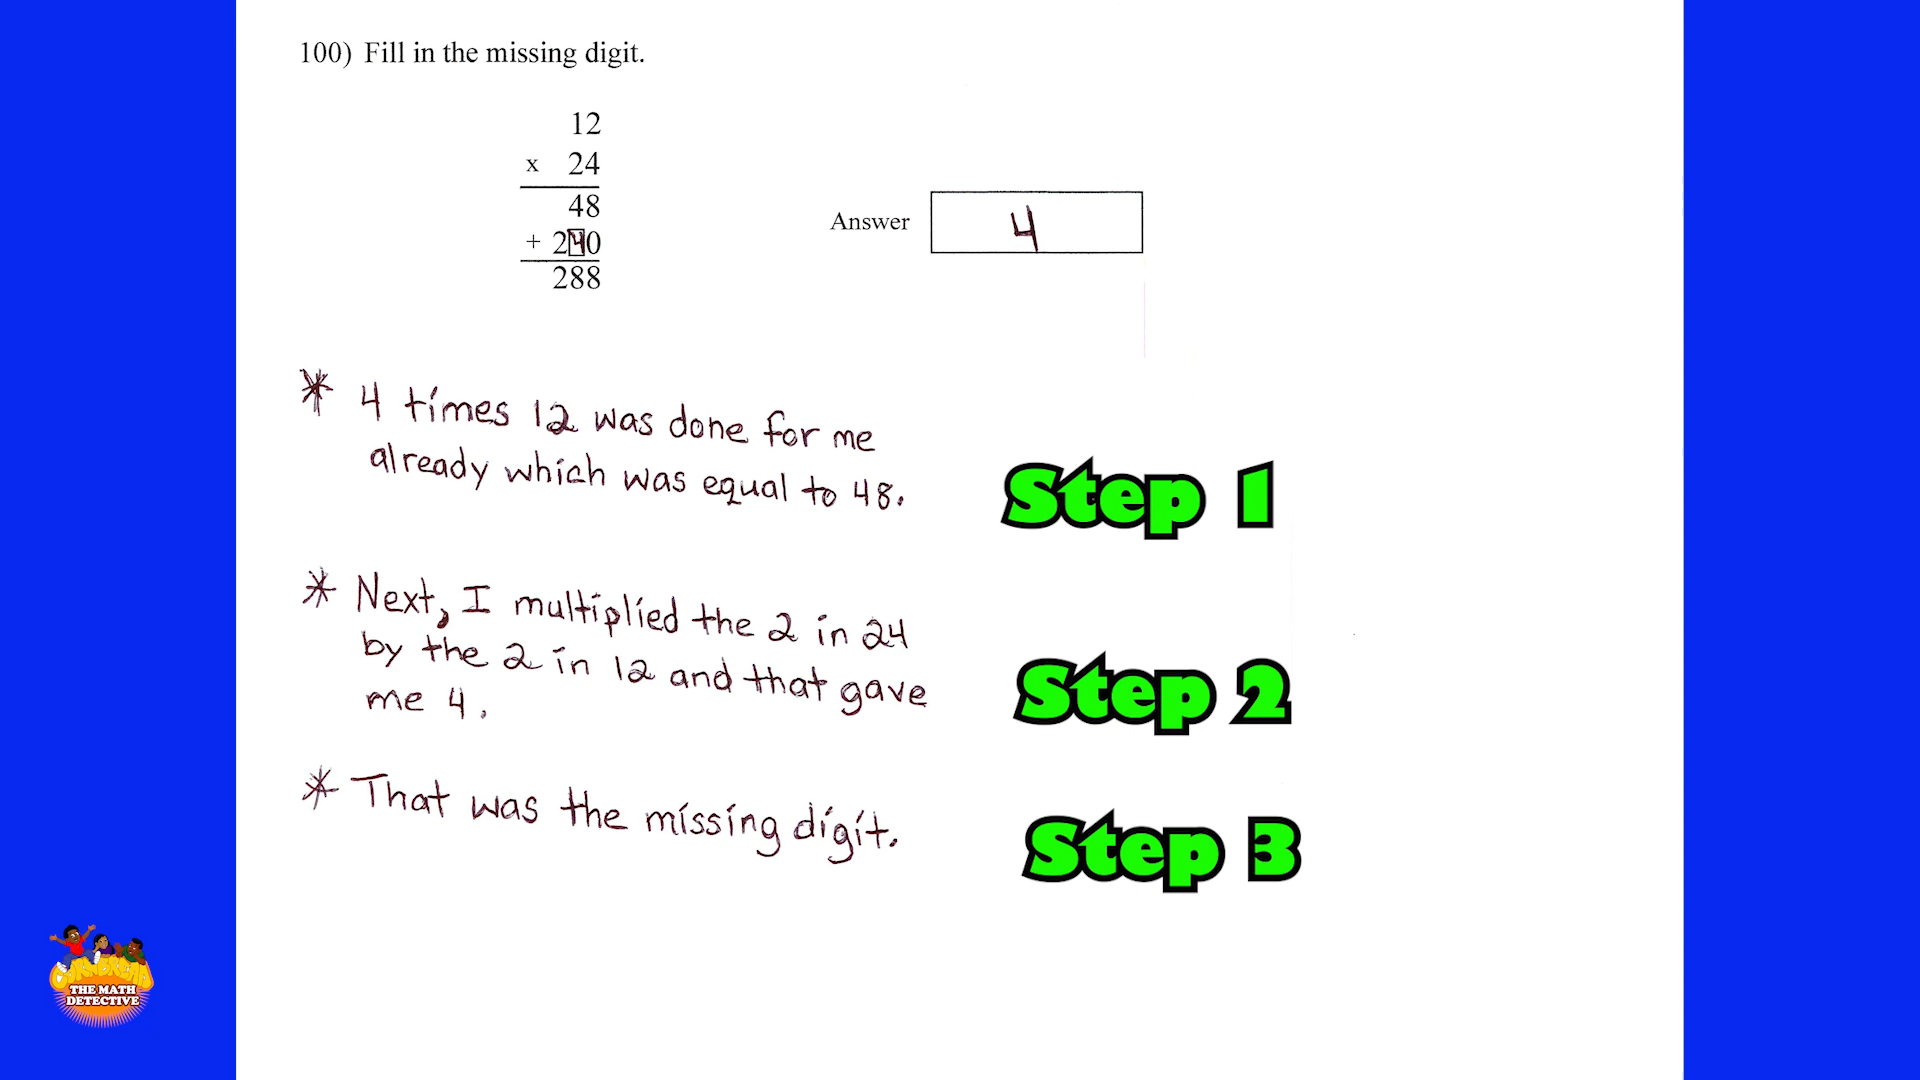 100) Fill in the missing digit.
12
x 24
48
+ 240
288
Answer 4
* 4 times 12 was done for me
already which was equal to 48.
Step 1
* Next, I multiplied the 2 in 24
by the 2 in 12 and that gave
me 4.
Step 2
* That was the missing digit.
Step 3
THE MATH
DETECTIVE